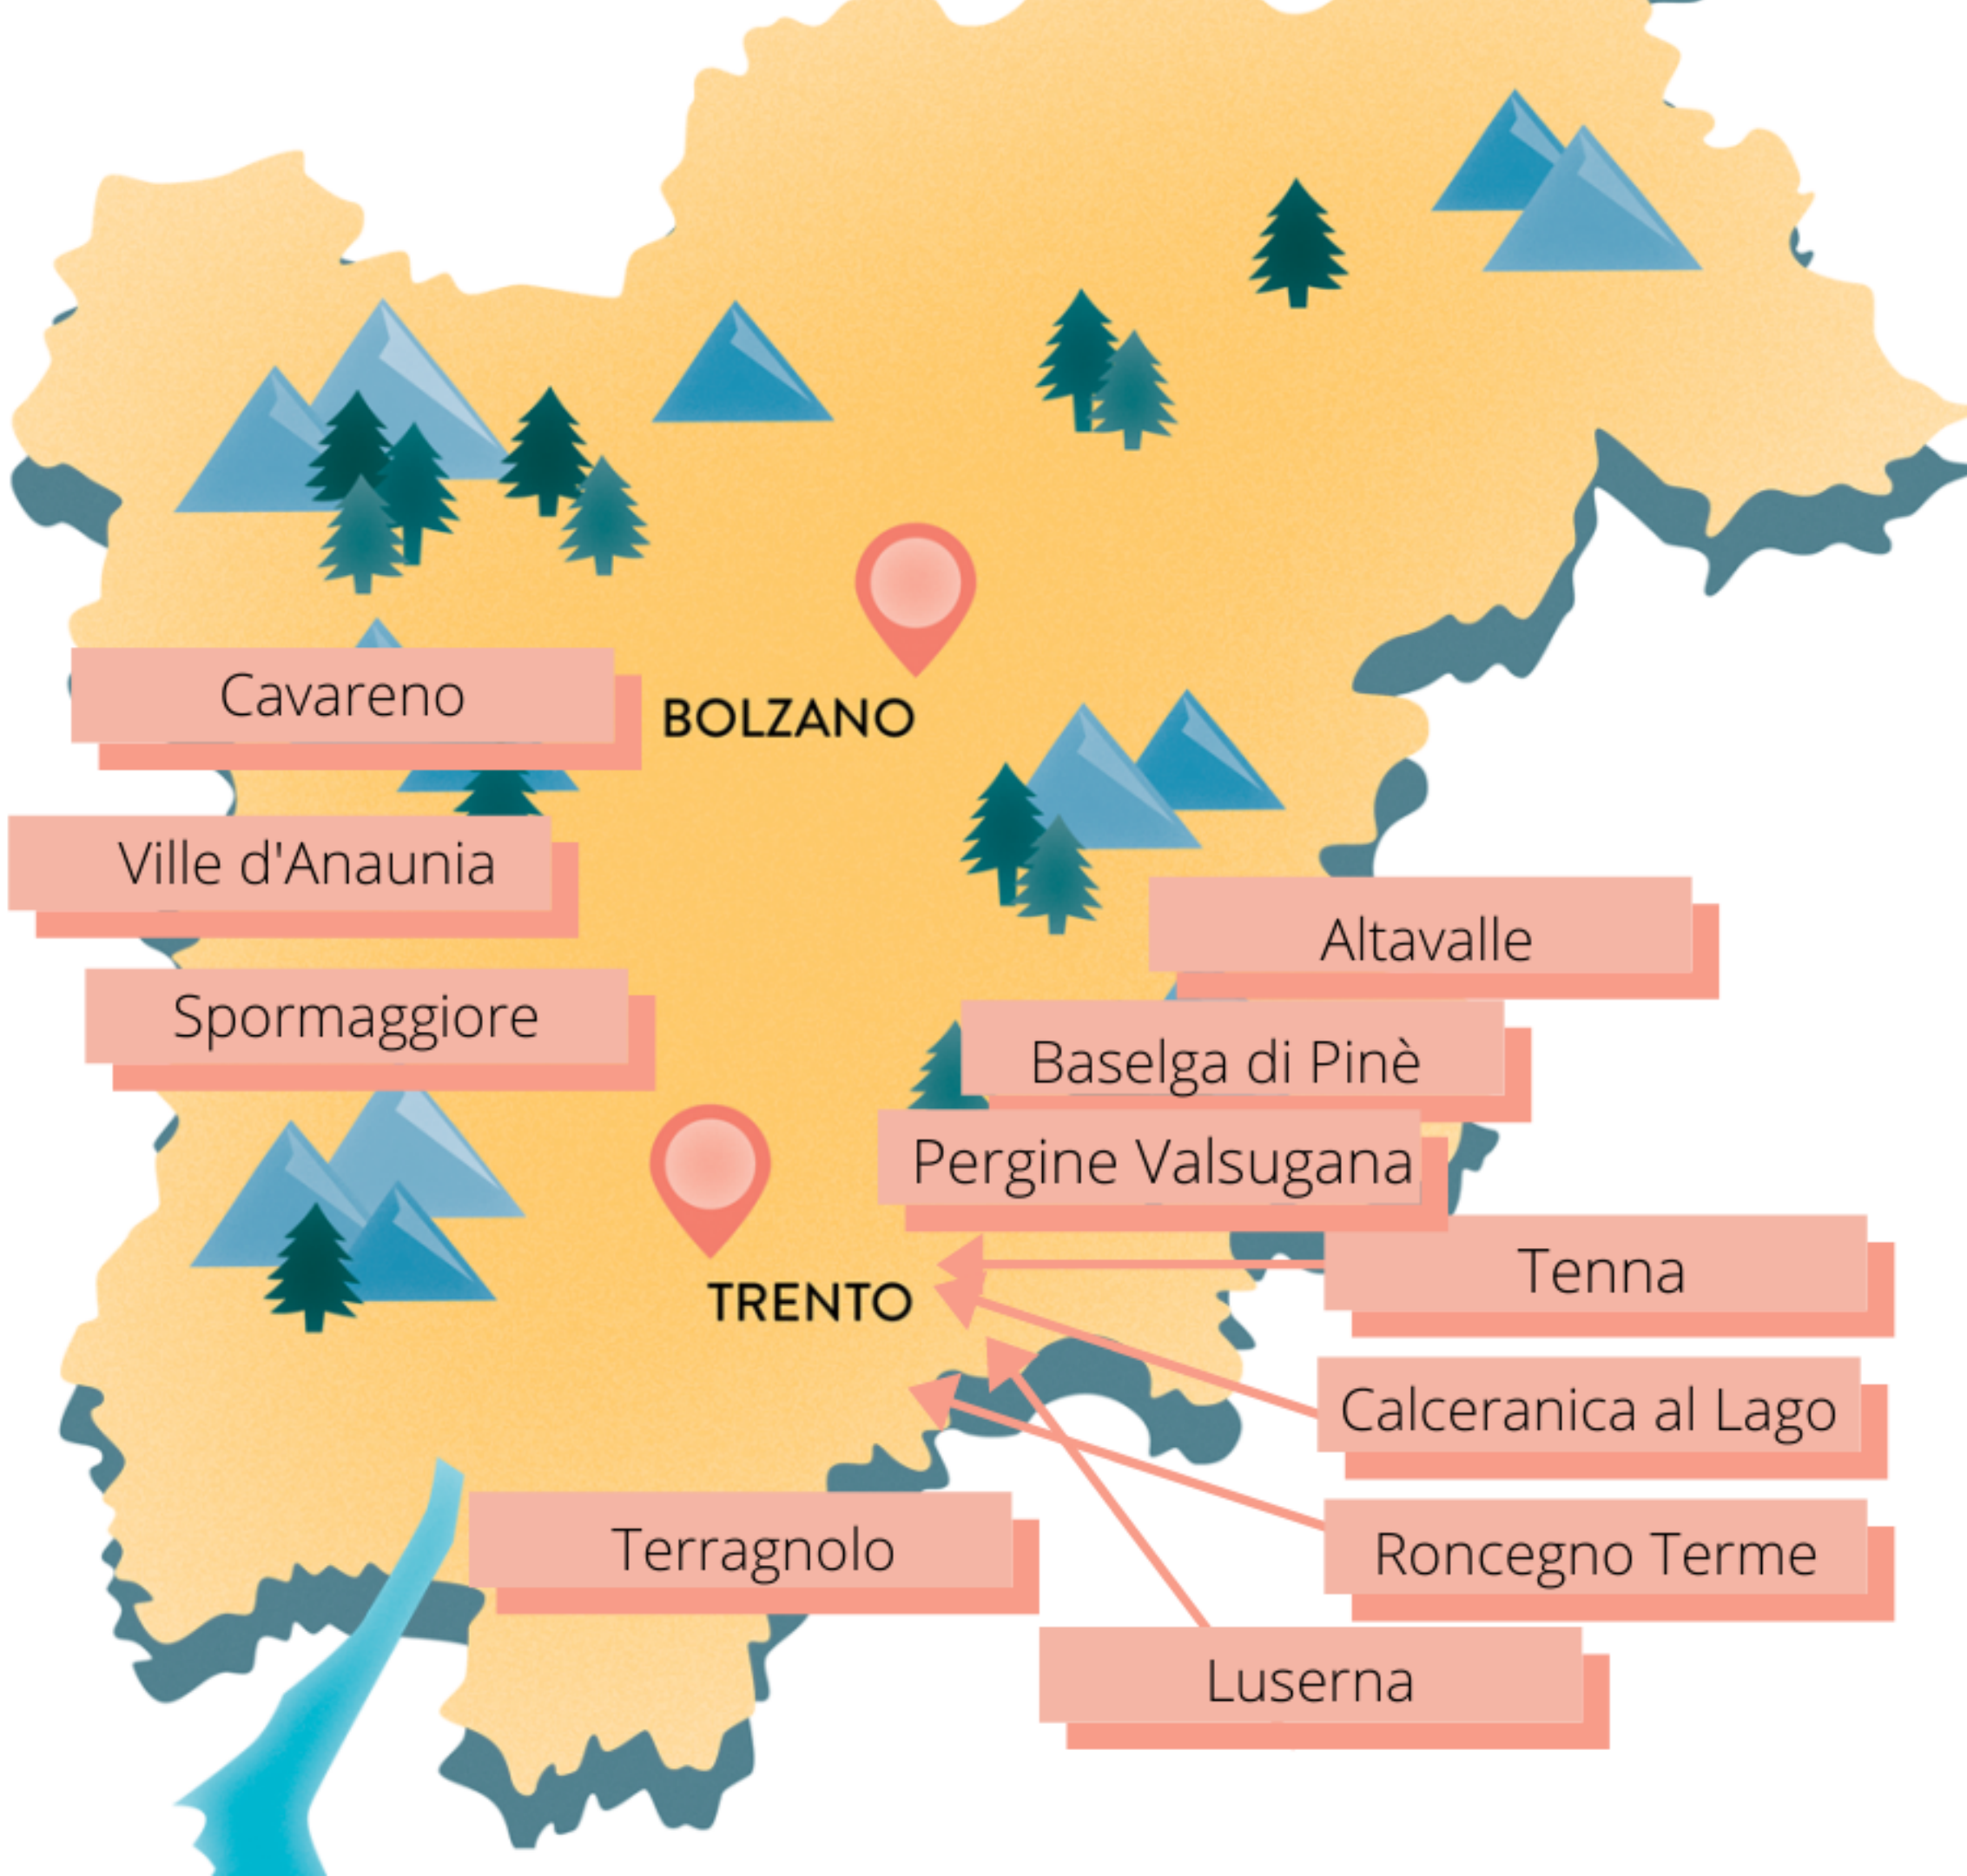 Cavareno
BOLZANO
Ville d'Anaunia
Altavalle
Spormaggiore
Baselga di Pinè
Pergine Valsugana
Tenna
TRENTO
Calceranica al Lago
Terragnolo
Roncegno Terme
Luserna